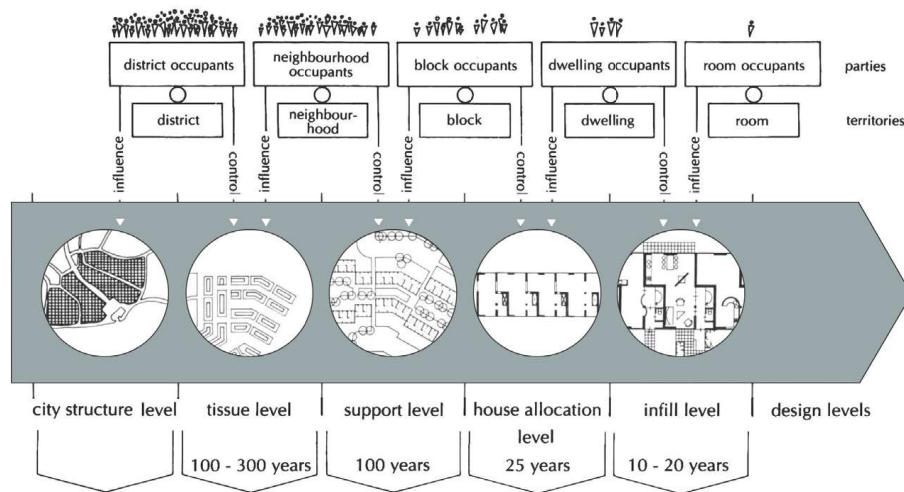 district occupants
neighbourhood
occupants
block occupants
dwelling occupants
room occupants
parties
district
neighbour-
hood
block
dwelling
room
territories
influence
control
influence
control
influence
control
influence
control
influence
city structure level
tissue level
support level
house allocation
level
infill level
design levels
100 - 300 years
100 years
25 years
10 - 20 years